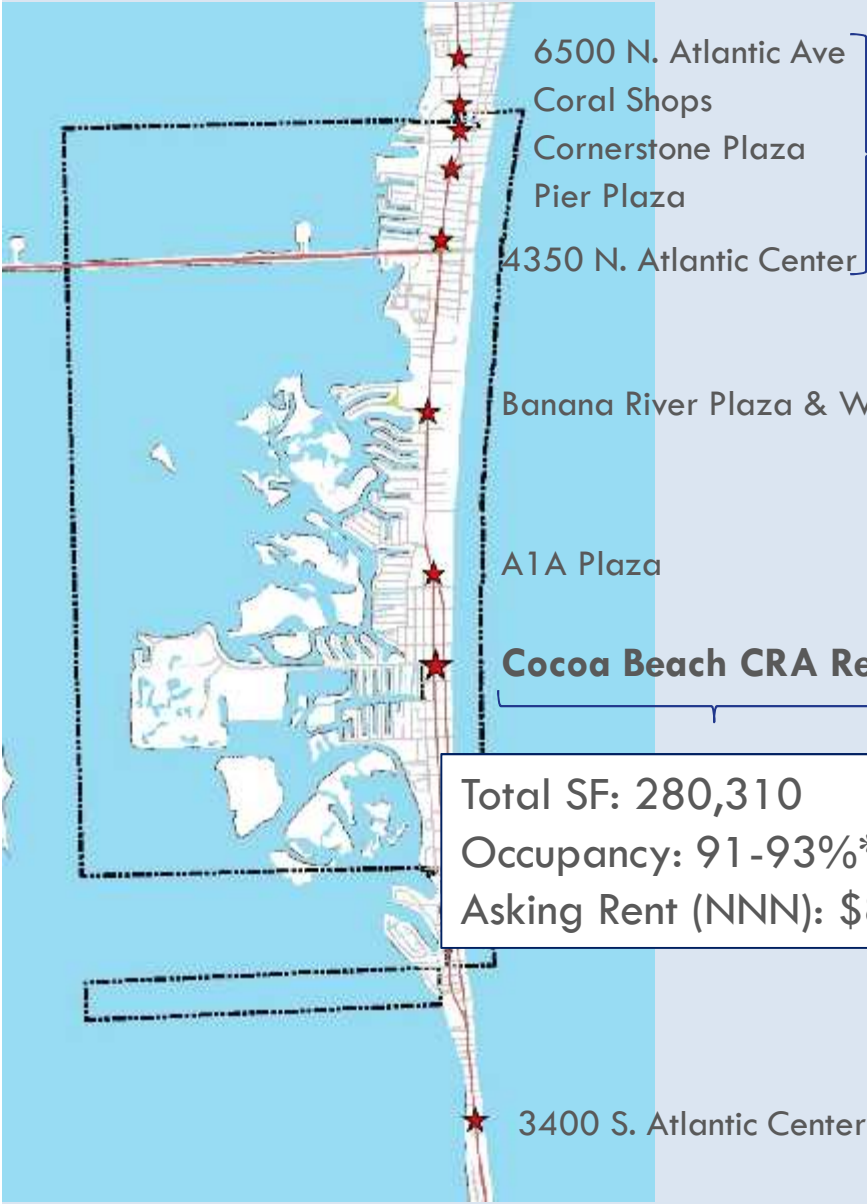 6500 N. Atlantic Ave
Coral Shops
Cornerstone Plaza
Pier Plaza
4350 N. Atlantic Center
Banana River Plaza & W
A1A Plaza
Cocoa Beach CRA Re
Total SF: 280,310
Occupancy: 91-93%*
Asking Rent (NNN): $
3400 S. Atlantic Center